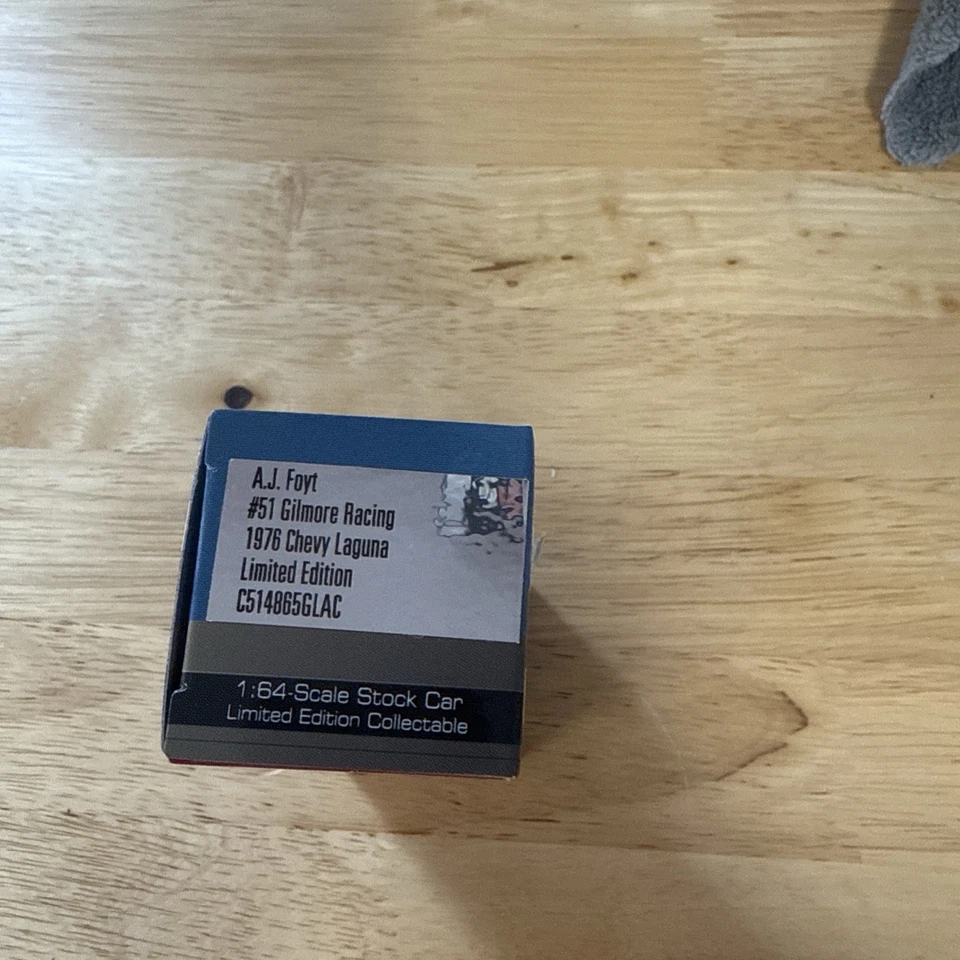 A.J. Foyt
#51 Gilmore Racing
1976 Chevy Laguna
Limited Edition
C514865GLAC
1:64-Scale Stock Car
Limited Edition Collectable